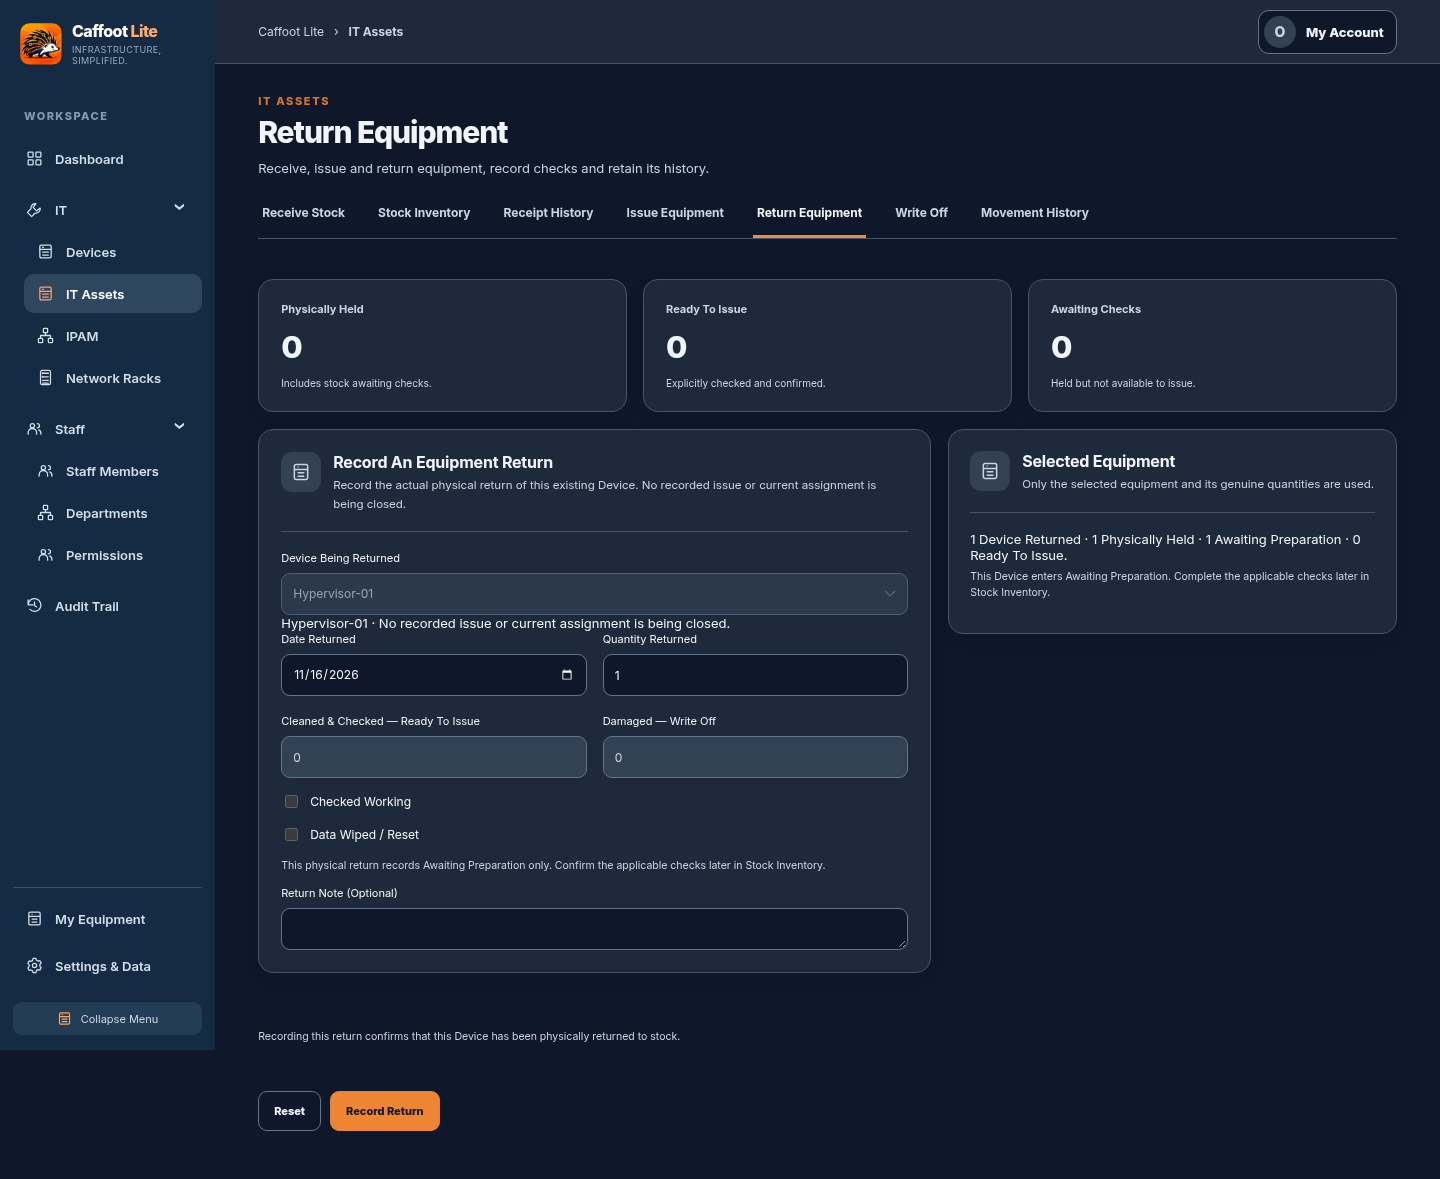 Caffoot Lite
INFRASTRUCTURE,
SIMPLIFIED.
WORKSPACE
Dashboard
IT
Devices
IT Assets
IPAM
Network Racks
Staff
Staff Members
Departments
Permissions
Audit Trail
My Equipment
Settings & Data
Collapse Menu
Caffoot Lite › IT Assets
0 My Account
IT ASSETS
Return Equipment
Receive, issue and return equipment, record checks and retain its history.
Receive Stock Stock Inventory Receipt History Issue Equipment Return Equipment Write Off Movement History
Physically Held
0
Includes stock awaiting checks.
Ready To Issue
0
Explicitly checked and confirmed.
Awaiting Checks
0
Held but not available to issue.
Record An Equipment Return
Record the actual physical return of this existing Device. No recorded issue or current assignment is
being closed.
Device Being Returned
Hypervisor-01
Hypervisor-01 · No recorded issue or current assignment is being closed.
Date Returned Quantity Returned
11/16/2026 1
Cleaned & Checked — Ready To Issue Damaged — Write Off
0 0
Checked Working
Data Wiped / Reset
This physical return records Awaiting Preparation only. Confirm the applicable checks later in Stock Inventory.
Return Note (Optional)
Selected Equipment
Only the selected equipment and its genuine quantities are used.
1 Device Returned · 1 Physically Held · 1 Awaiting Preparation · 0
Ready To Issue.
This Device enters Awaiting Preparation. Complete the applicable checks later in
Stock Inventory.
Recording this return confirms that this Device has been physically returned to stock.
Reset Record Return